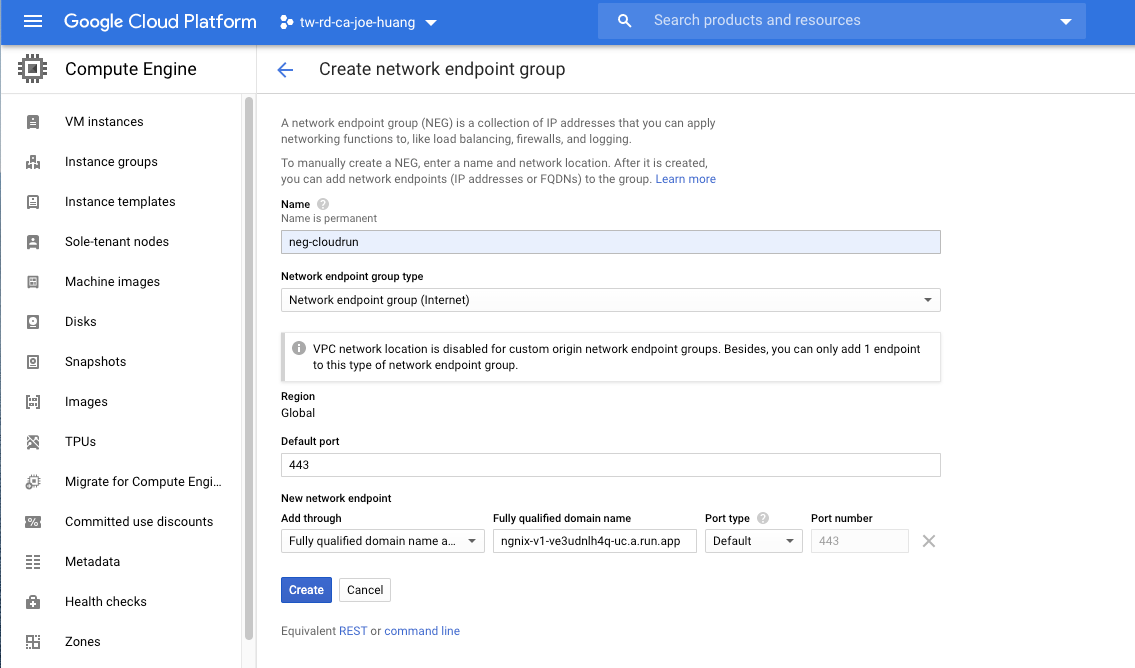 Google Cloud Platform
tw-rd-ca-joe-huang
Search products and resources
Compute Engine
Create network endpoint group
VM instances
Instance groups
Instance templates
Sole-tenant nodes
Machine images
Disks
Snapshots
Images
TPUs
Migrate for Compute Engi...
Committed use discounts
Metadata
Health checks
Zones
A network endpoint group (NEG) is a collection of IP addresses that you can apply
networking functions to, like load balancing, firewalls, and logging.
To manually create a NEG, enter a name and network location. After it is created,
you can add network endpoints (IP addresses or FQDNs) to the group. Learn more
Name ?
Name is permanent
neg-cloudrun
Network endpoint group type
Network endpoint group (Internet)
VPC network location is disabled for custom origin network endpoint groups. Besides, you can only add 1 endpoint
to this type of network endpoint group.
Region
Global
Default port
443
New network endpoint
Add through Fully qualified domain name Port type ? Port number
Fully qualified domain name a... ngnix-v1-ve3udnlh4q-uc.a.run.app Default 443
Create Cancel
Equivalent REST or command line